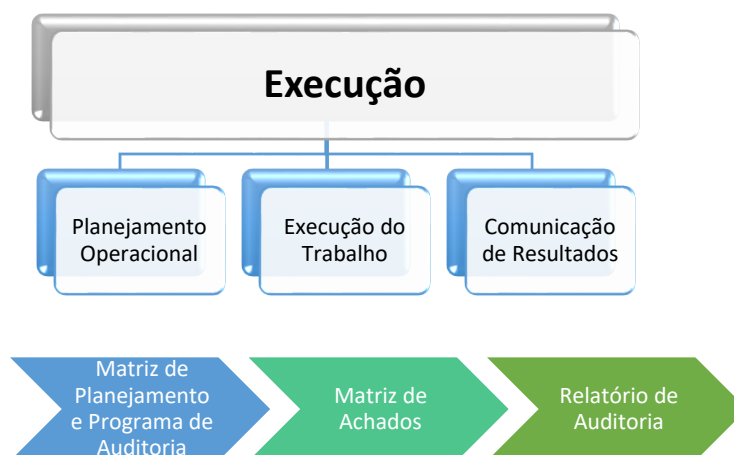 Execução
Planejamento
Operacional
Execução do
Trabalho
Comunicação
de Resultados
Matriz de
Planejamento
e Programa de
Auditoria
Matriz de
Achados
Relatório de
Auditoria